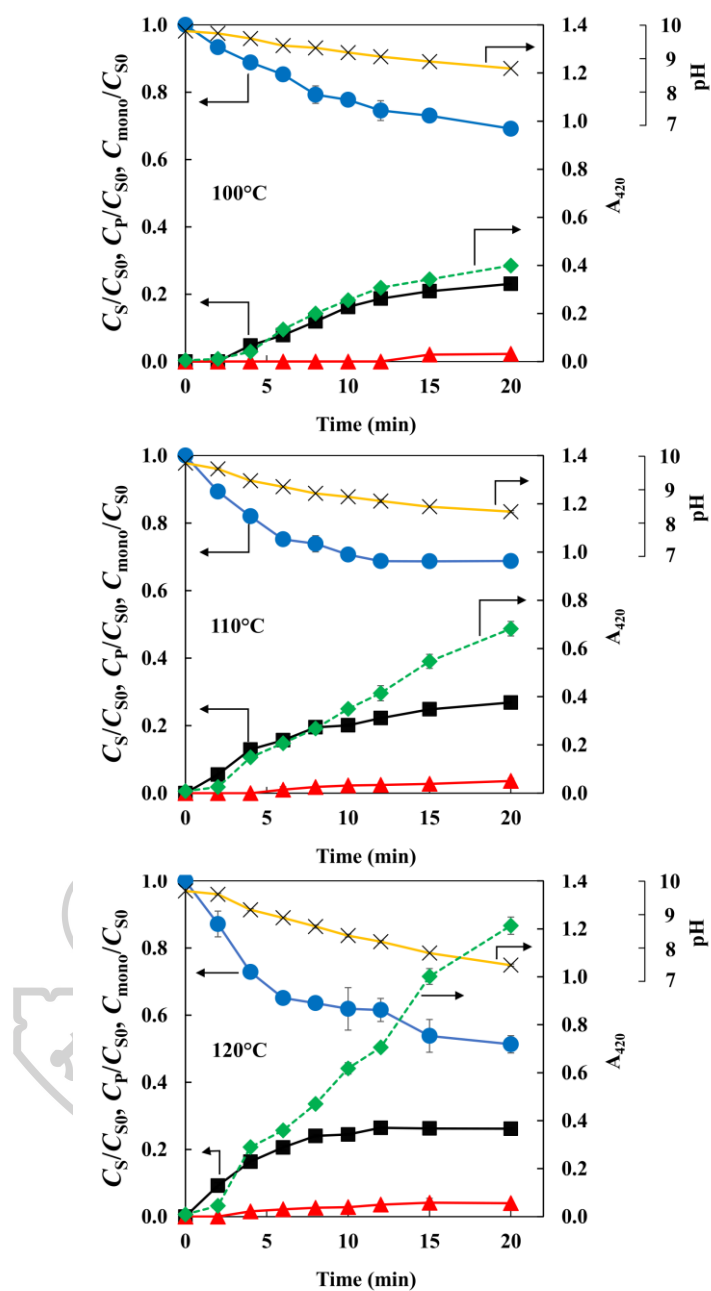 1.0 1.4 10
0.8 1.2 9
0.6 1.0 8
0.4 0.8 7
0.2 0.6
0.0 0.4
0.2
0.0
C_S/C_S0, C_P/C_S0, C_mono/C_S0
100°C
A₄₂₀
pH
0 5 10 15 20
Time (min)
1.0 1.4 10
0.8 1.2 9
0.6 1.0 8
0.4 0.8 7
0.2 0.6
0.0 0.4
0.2
0.0
C_S/C_S0, C_P/C_S0, C_mono/C_S0
110°C
A₄₂₀
pH
0 5 10 15 20
Time (min)
1.0 1.4 10
0.8 1.2 9
0.6 1.0 8
0.4 0.8 7
0.2 0.6
0.0 0.4
0.2
0.0
C_S/C_S0, C_P/C_S0, C_mono/C_S0
120°C
A₄₂₀
pH
0 5 10 15 20
Time (min)